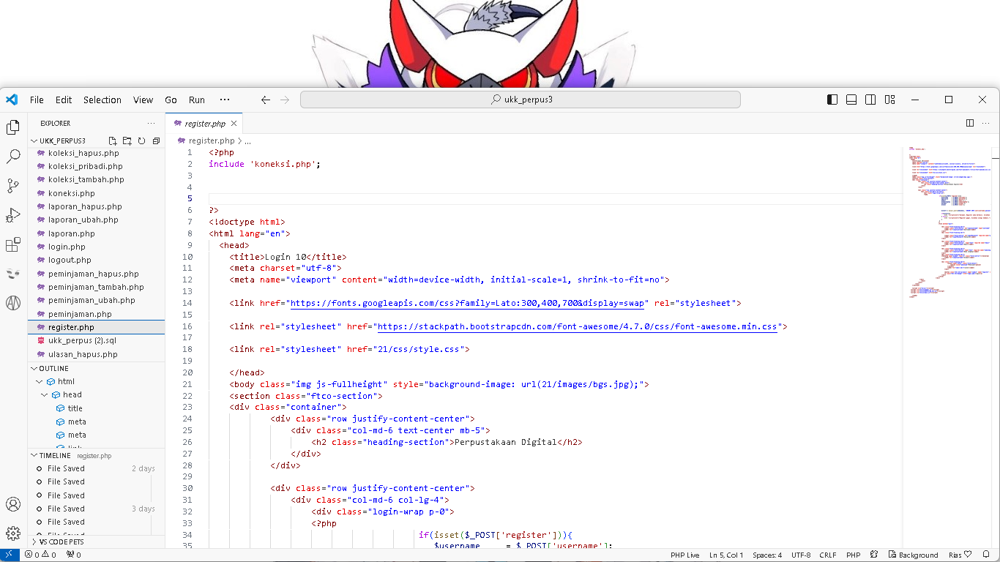 File Edit Selection View Go Run ··· ukk_perpus3
EXPLORER ···
register.php
UKK_PERPUS3
register.php > ...
koleksi_hapus.php
koleksi_pribadi.php
koleksi_tambah.php
koneksi.php
laporan_hapus.php
laporan_ubah.php
laporan.php
login.php
logout.php
peminjaman_hapus.php
peminjaman_tambah.php
peminjaman_ubah.php
peminjaman.php
register.php
ukk_perpus (2).sql
ulasan_hapus.php
OUTLINE
html
head
title
meta
meta
TIMELINE register.php
File Saved 2 days
File Saved
File Saved
File Saved 3 days
File Saved
File Saved
VS CODE PETS
1 <?php
2 include 'koneksi.php';
3
4
5
6 ?>
7 <!doctype html>
8 <html lang="en">
9 <head>
10 <title>Login 10</title>
11 <meta charset="utf-8">
12 <meta name="viewport" content="width=device-width, initial-scale=1, shrink-to-fit=no">
13
14 <link href="https://fonts.googleapis.com/css?family=Lato:300,400,700&display=swap" rel="stylesheet">
15
16 <link rel="stylesheet" href="https://stackpath.bootstrapcdn.com/font-awesome/4.7.0/css/font-awesome.min.css">
17
18 <link rel="stylesheet" href="21/css/style.css">
19
20 </head>
21 <body class="img js-fullheight" style="background-image: url(21/images/bgs.jpg);">
22 <section class="ftco-section">
23 <div class="container">
24 <div class="row justify-content-center">
25 <div class="col-md-6 text-center mb-5">
26 <h2 class="heading-section">Perpustakaan Digital</h2>
27 </div>
28 </div>
29
30 <div class="row justify-content-center">
31 <div class="col-md-6 col-lg-4">
32 <div class="login-wrap p-0">
33 <?php
34 if(isset($_POST['register'])){
35 $username = $_POST['username'];
0 0 0 PHP Live Ln 5, Col 1 Spaces: 4 UTF-8 CRLF PHP Background Rias